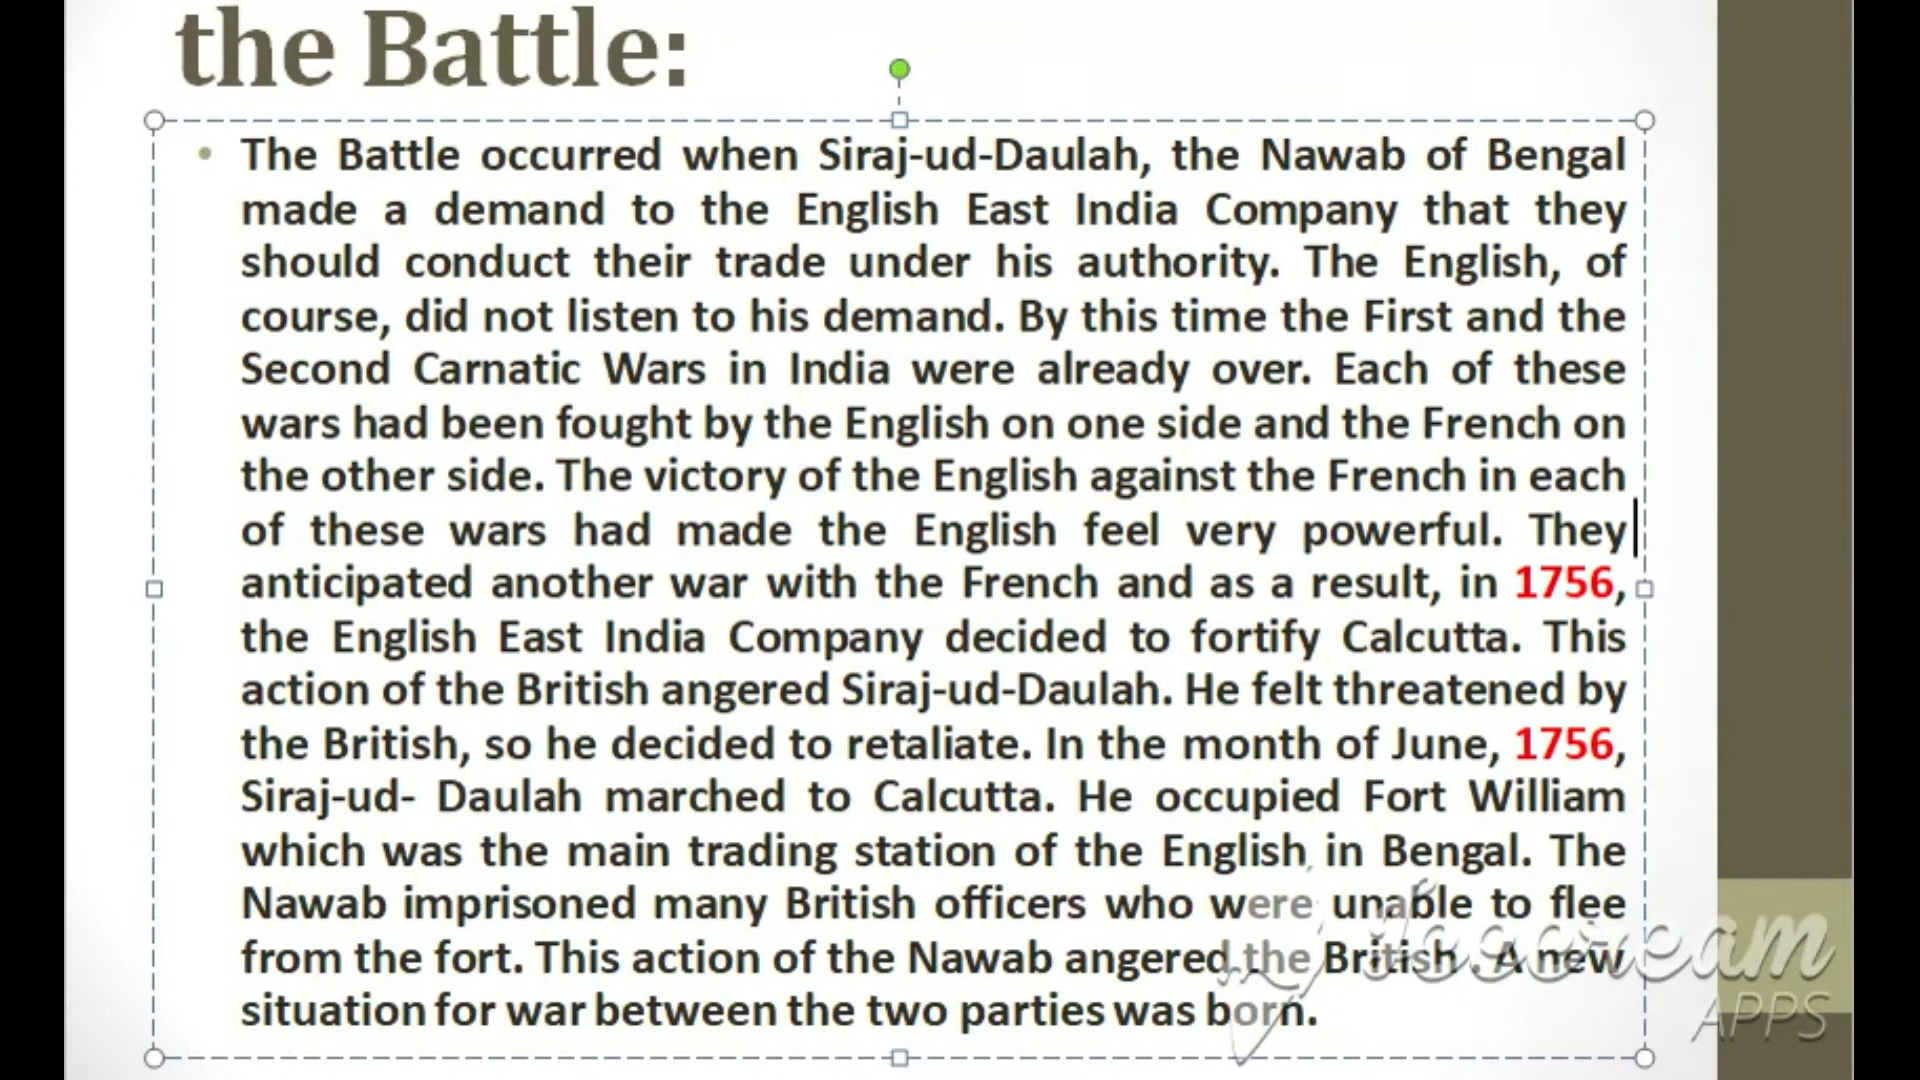 the Battle:
• The Battle occurred when Siraj-ud-Daulah, the Nawab of Bengal
made a demand to the English East India Company that they
should conduct their trade under his authority. The English, of
course, did not listen to his demand. By this time the First and the
Second Carnatic Wars in India were already over. Each of these
wars had been fought by the English on one side and the French on
the other side. The victory of the English against the French in each
of these wars had made the English feel very powerful. They
anticipated another war with the French and as a result, in 1756,
the English East India Company decided to fortify Calcutta. This
action of the British angered Siraj-ud-Daulah. He felt threatened by
the British, so he decided to retaliate. In the month of June, 1756,
Siraj-ud- Daulah marched to Calcutta. He occupied Fort William
which was the main trading station of the English in Bengal. The
Nawab imprisoned many British officers who were unable to flee
from the fort. This action of the Nawab angered the British . A new
situation for war between the two parties was born.
APPS